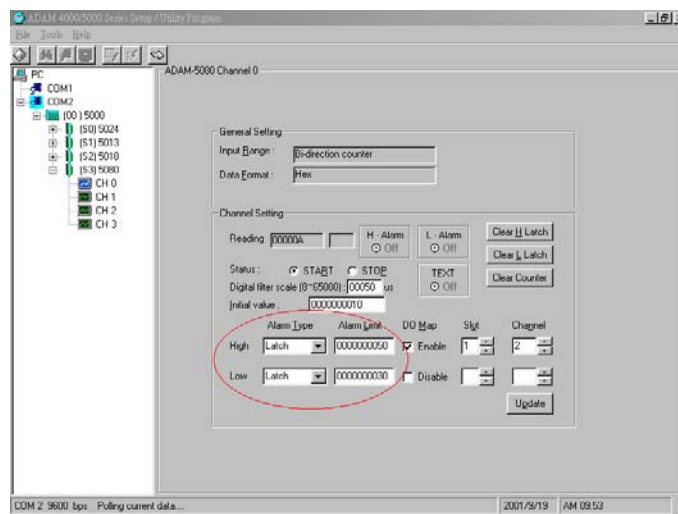 ADAM 4000/5000 Series Setup / Utility Program
File Tools Help
PC
COM1
COM2
(00 ) 5000
(S0) 5024
(S1) 5013
(S2) 5018
(S3) 5080
CH 0
CH 1
CH 2
CH 3
ADAM-5000 Channel 0
General Setting
Input Range : Bi-direction counter
Data Format : Hex
Channel Setting
Reading 00000A
H - Alarm
Off
L - Alarm
Off
Clear H Latch
Clear L Latch
Clear Counter
Status : START STOP
TEXT
Off
Digital filter scale (8~65000) : 00050 us
Initial value : 0000000010
Alarm Type Alarm Limit DO Map Slot Channel
High Latch 0000000050 Enable 1 2
Low Latch 0000000030 Disable
Update
COM 2 9600 bps Polling current data.... 2001/9/19 AM 09:53